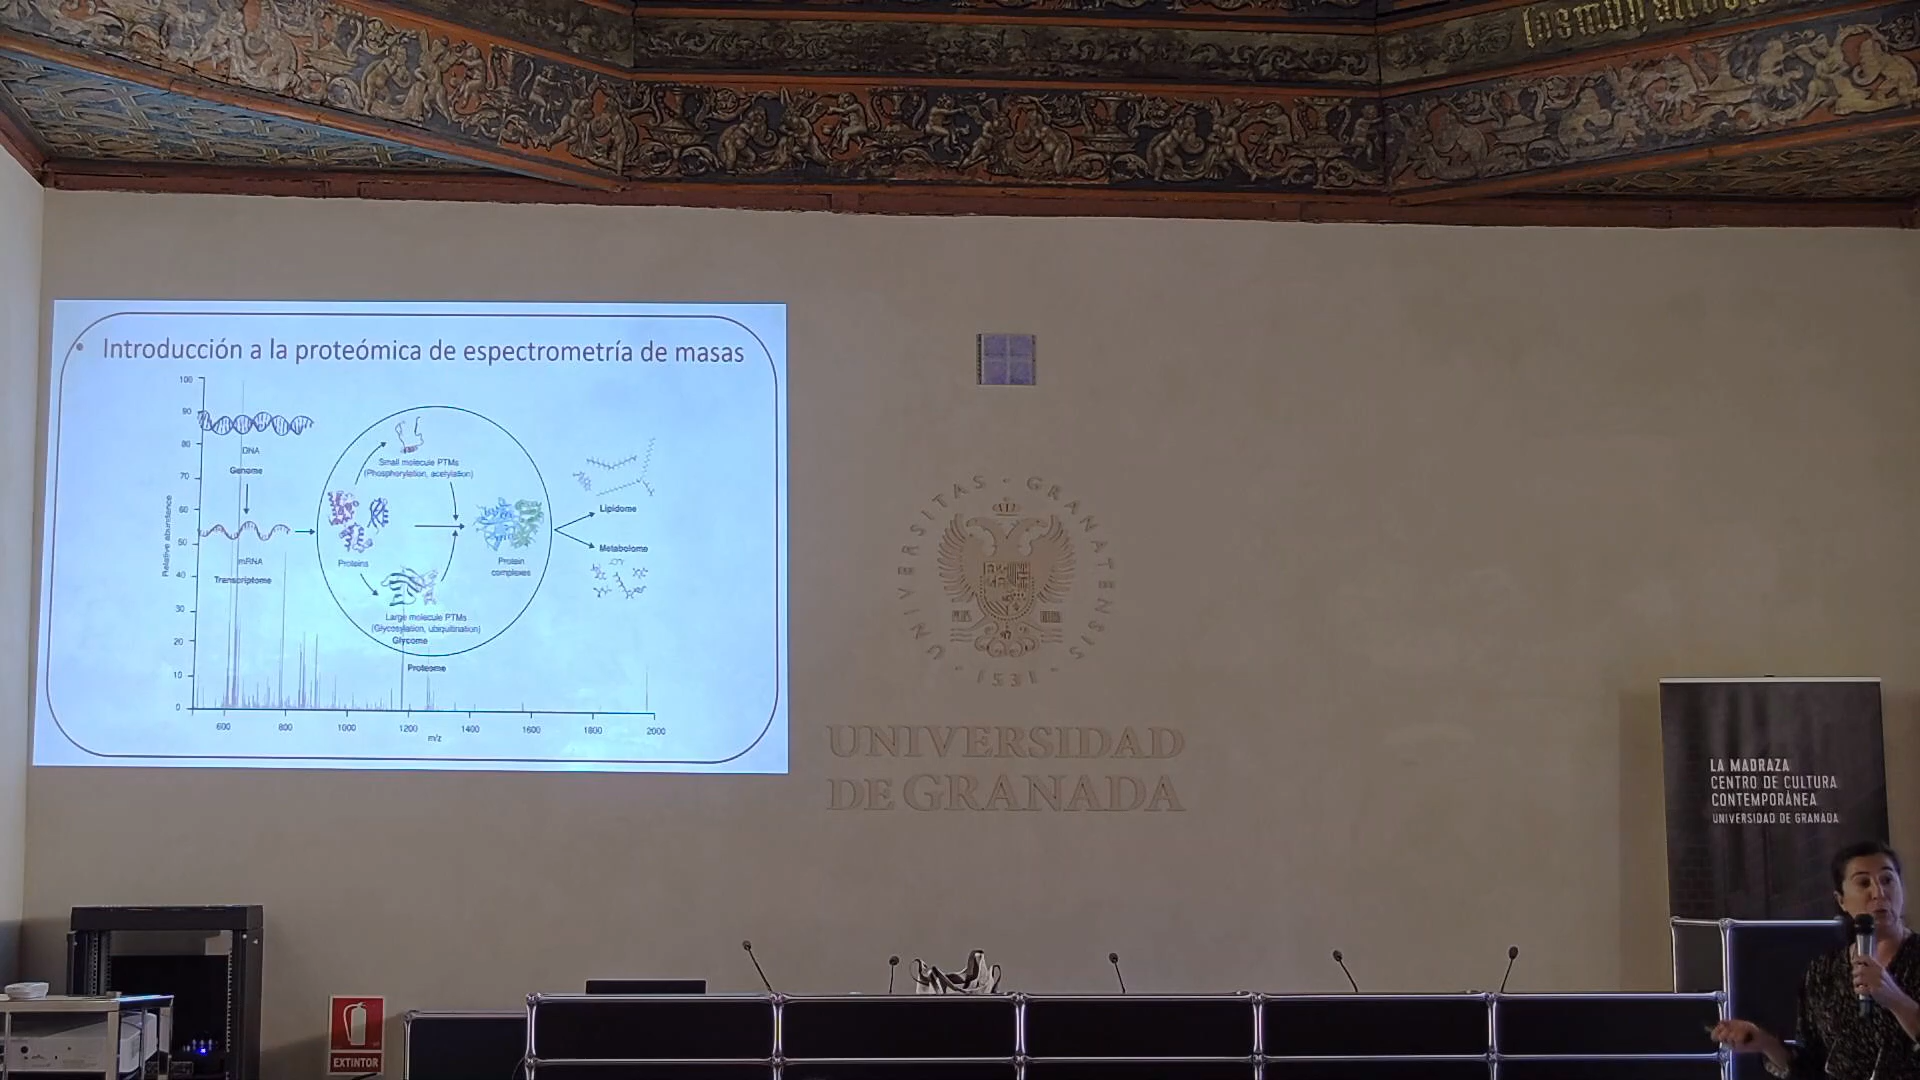 • Introducción a la proteómica de espectrometría de masas
100
90
80
70
60
50
40
30
20
10
0
Relative abundance
600
800
1000
1200
1400
1600
1800
2000
m/z
DNA
Genome
mRNA
Transcriptome
Small molecule PTMs
(Phosphorylation, acetylation)
Proteins
Protein
complexes
Large molecule PTMs
(Glycosylation, ubiquitination)
Glycome
Proteome
Lipidome
Metabolome
UNIVERSITAS · GRANATENSIS
· 1531 ·
UNIVERSIDAD
DE GRANADA
LA MADRAZA
CENTRO DE CULTURA
CONTEMPORÁNEA
UNIVERSIDAD DE GRANADA
EXTINTOR